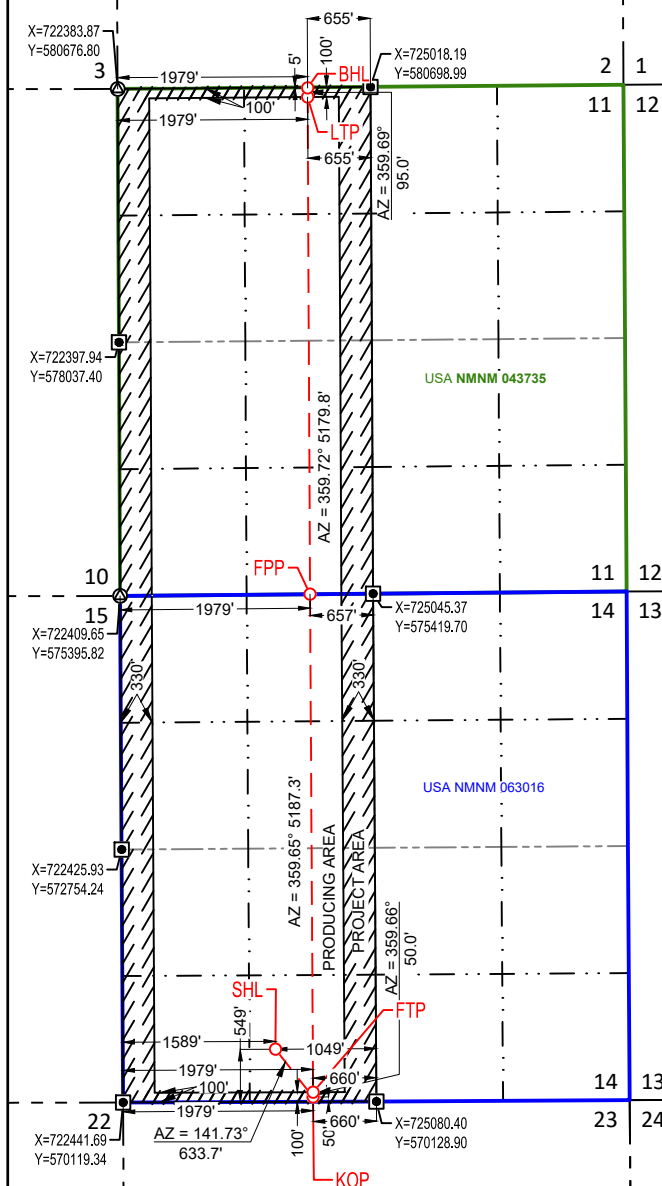 655'
X=722383.87
Y=580676.80
5'
100'
X=725018.19
Y=580698.99
3
1979'
BHL
2
1
100'
11
12
1979'
LTP
655'
AZ = 359.69°
95.0'
X=722397.94
Y=578037.40
USA NMNM 043735
AZ = 359.72° 5179.8'
10
FPP
11
12
15
1979'
657'
14
13
X=722409.65
Y=575395.82
X=725045.37
Y=575419.70
330'
330'
USA NMNM 063016
AZ = 359.65° 5187.3'
PRODUCING AREA
PROJECT AREA
X=722425.93
Y=572754.24
AZ = 359.66°
50.0'
SHL
FTP
1589'
549'
1049'
1979'
660'
100'
14
13
22
1979'
660'
23
24
X=722441.69
Y=570119.34
AZ = 141.73°
633.7'
100'
50'
X=725080.40
Y=570128.90
KOP